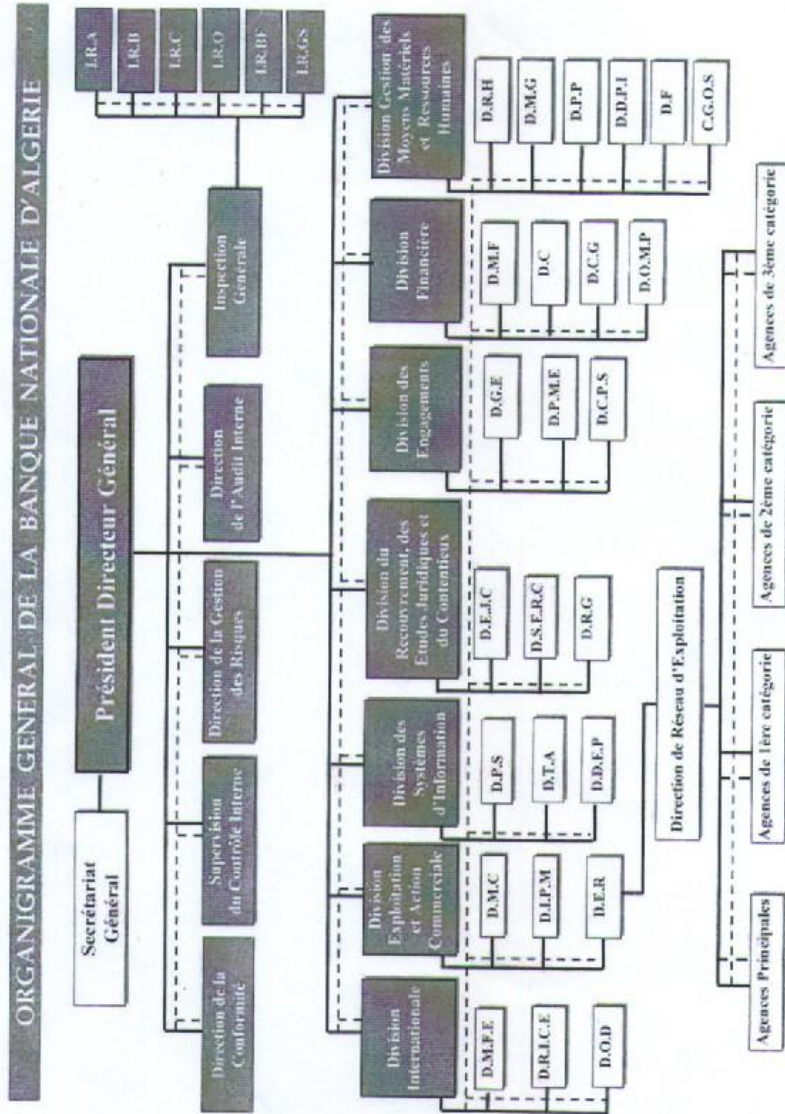 ORGANIGRAMME GENERAL DE LA BANQUE NATIONALE D'ALGERIE
Secrétariat
Général
Président Directeur Général
I.R.A
I.R.B
I.R.C
I.R.O
I.R.BF
I.R.GS
Direction de la
Conformité
Supervision
du Contrôle Interne
Direction de la Gestion
des Risques
Direction
de l'Audit Interne
Inspection
Générale
Division
Internationale
Division
Exploitation
et Action
Commerciale
Division des
Systèmes
d'Information
Division du
Recouvrement, des
Etudes Juridiques et
du Contentieux
Division des
Engagements
Division
Financière
Division Gestion des
Moyens Matériels
et Ressources
Humaines
D.M.F.E
D.R.I.C.E
D.O.D
D.M.C
D.I.P.M
D.E.R
D.P.S
D.T.A
D.D.E.P
D.E.J.C
D.S.E.R.C
D.R.G
D.G.E
D.P.M.E
D.C.P.S
D.M.F
D.C
D.C.G
D.O.M.P
D.R.H
D.M.G
D.P.P
D.D.P.I
D.F
C.G.O.S
Direction de Réseau d'Exploitation
Agences Principales
Agences de 1ère catégorie
Agences de 2ème catégorie
Agences de 3ème catégorie